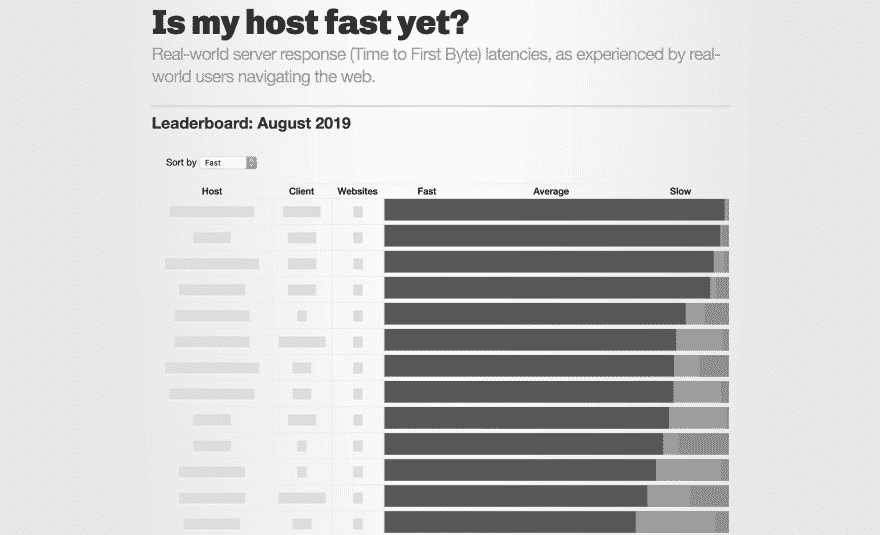 Is my host fast yet?
Real-world server response (Time to First Byte) latencies, as experienced by real-
world users navigating the web.
Leaderboard: August 2019
Sort by Fast
Host Client Websites Fast Average Slow